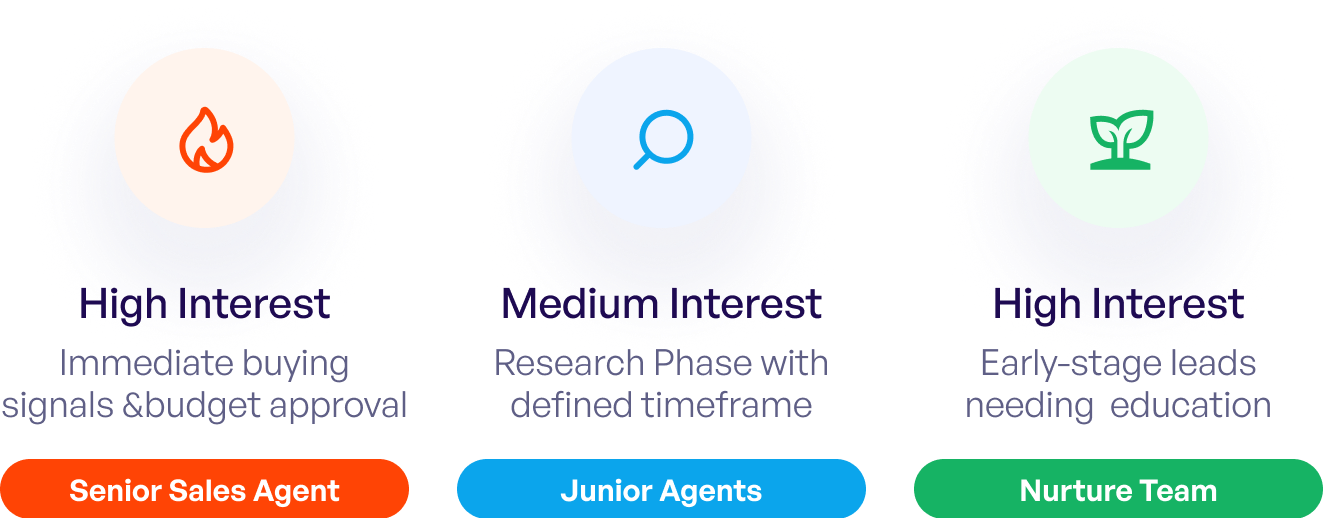 High Interest
Immediate buying
signals &budget approval
Senior Sales Agent
Medium Interest
Research Phase with
defined timeframe
Junior Agents
High Interest
Early-stage leads
needing  education
Nurture Team